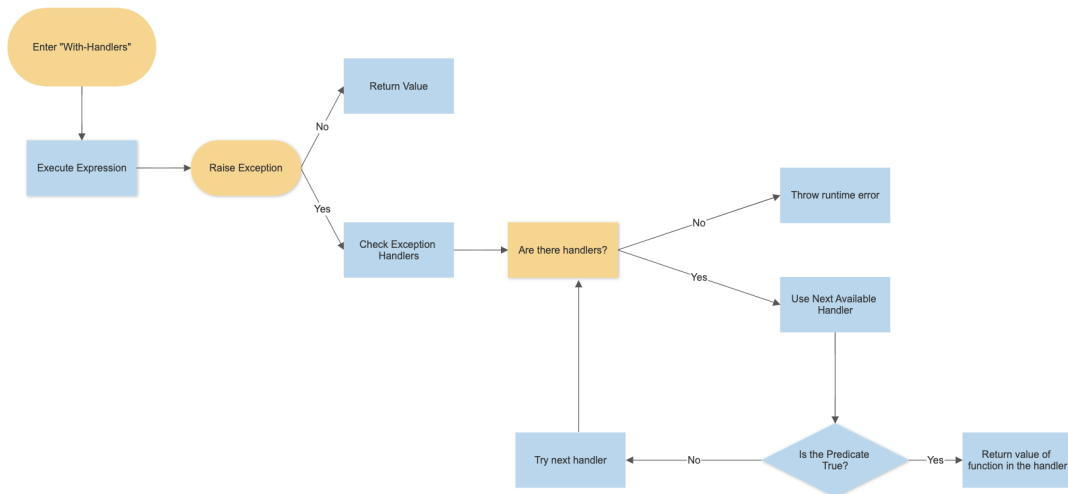 Enter "With-Handlers"
Return Value
No
Execute Expression
Raise Exception
Yes
Check Exception
Handlers
Are there handlers?
No
Throw runtime error
Yes
Use Next Available
Handler
Try next handler
No
Is the Predicate
True?
Yes
Return value of
function in the handler